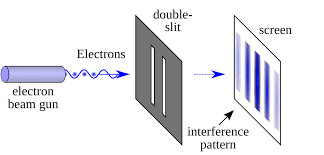 double-
slit
screen
Electrons
electron
beam gun
interference
pattern